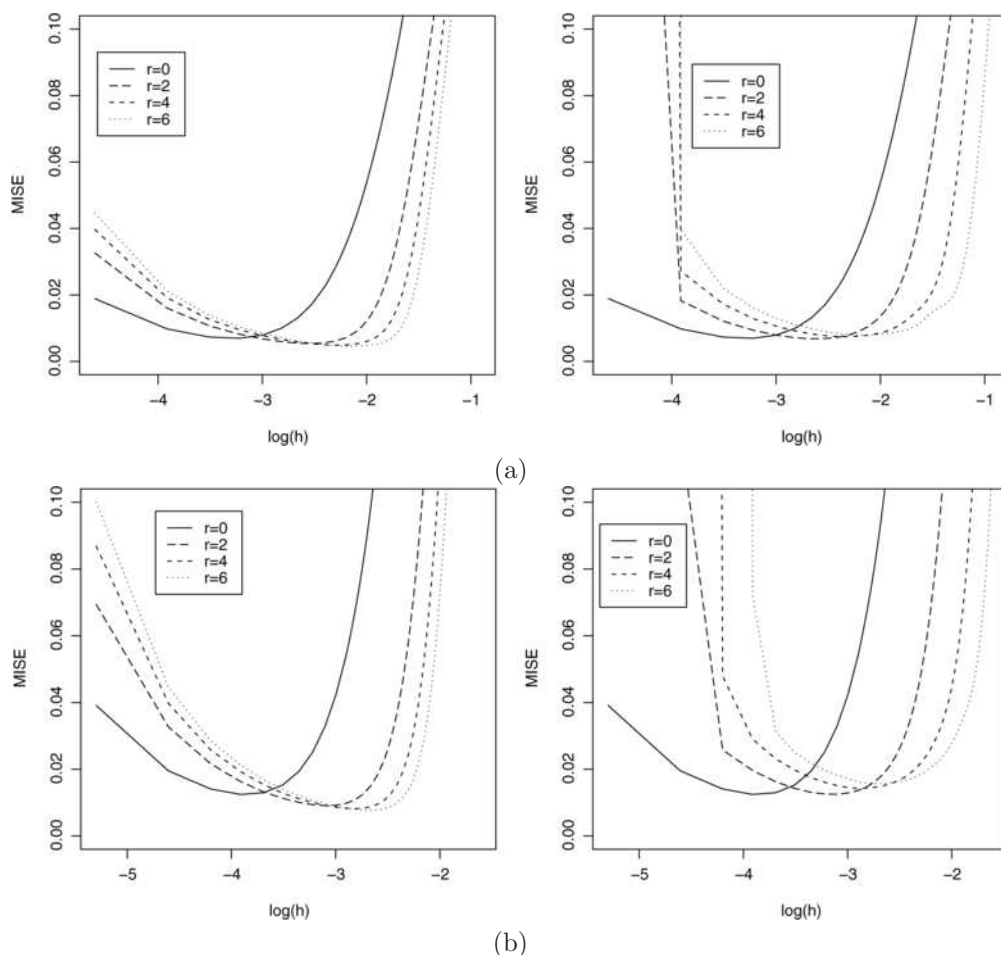 MISE
0.10
0.08
0.06
0.04
0.02
0.00
r=0
r=2
r=4
r=6
−4
−3
−2
−1
log(h)
MISE
0.10
0.08
0.06
0.04
0.02
0.00
r=0
r=2
r=4
r=6
−4
−3
−2
−1
log(h)
(a)
MISE
0.10
0.08
0.06
0.04
0.02
0.00
r=0
r=2
r=4
r=6
−5
−4
−3
−2
log(h)
MISE
0.10
0.08
0.06
0.04
0.02
0.00
r=0
r=2
r=4
r=6
−5
−4
−3
−2
log(h)
(b)